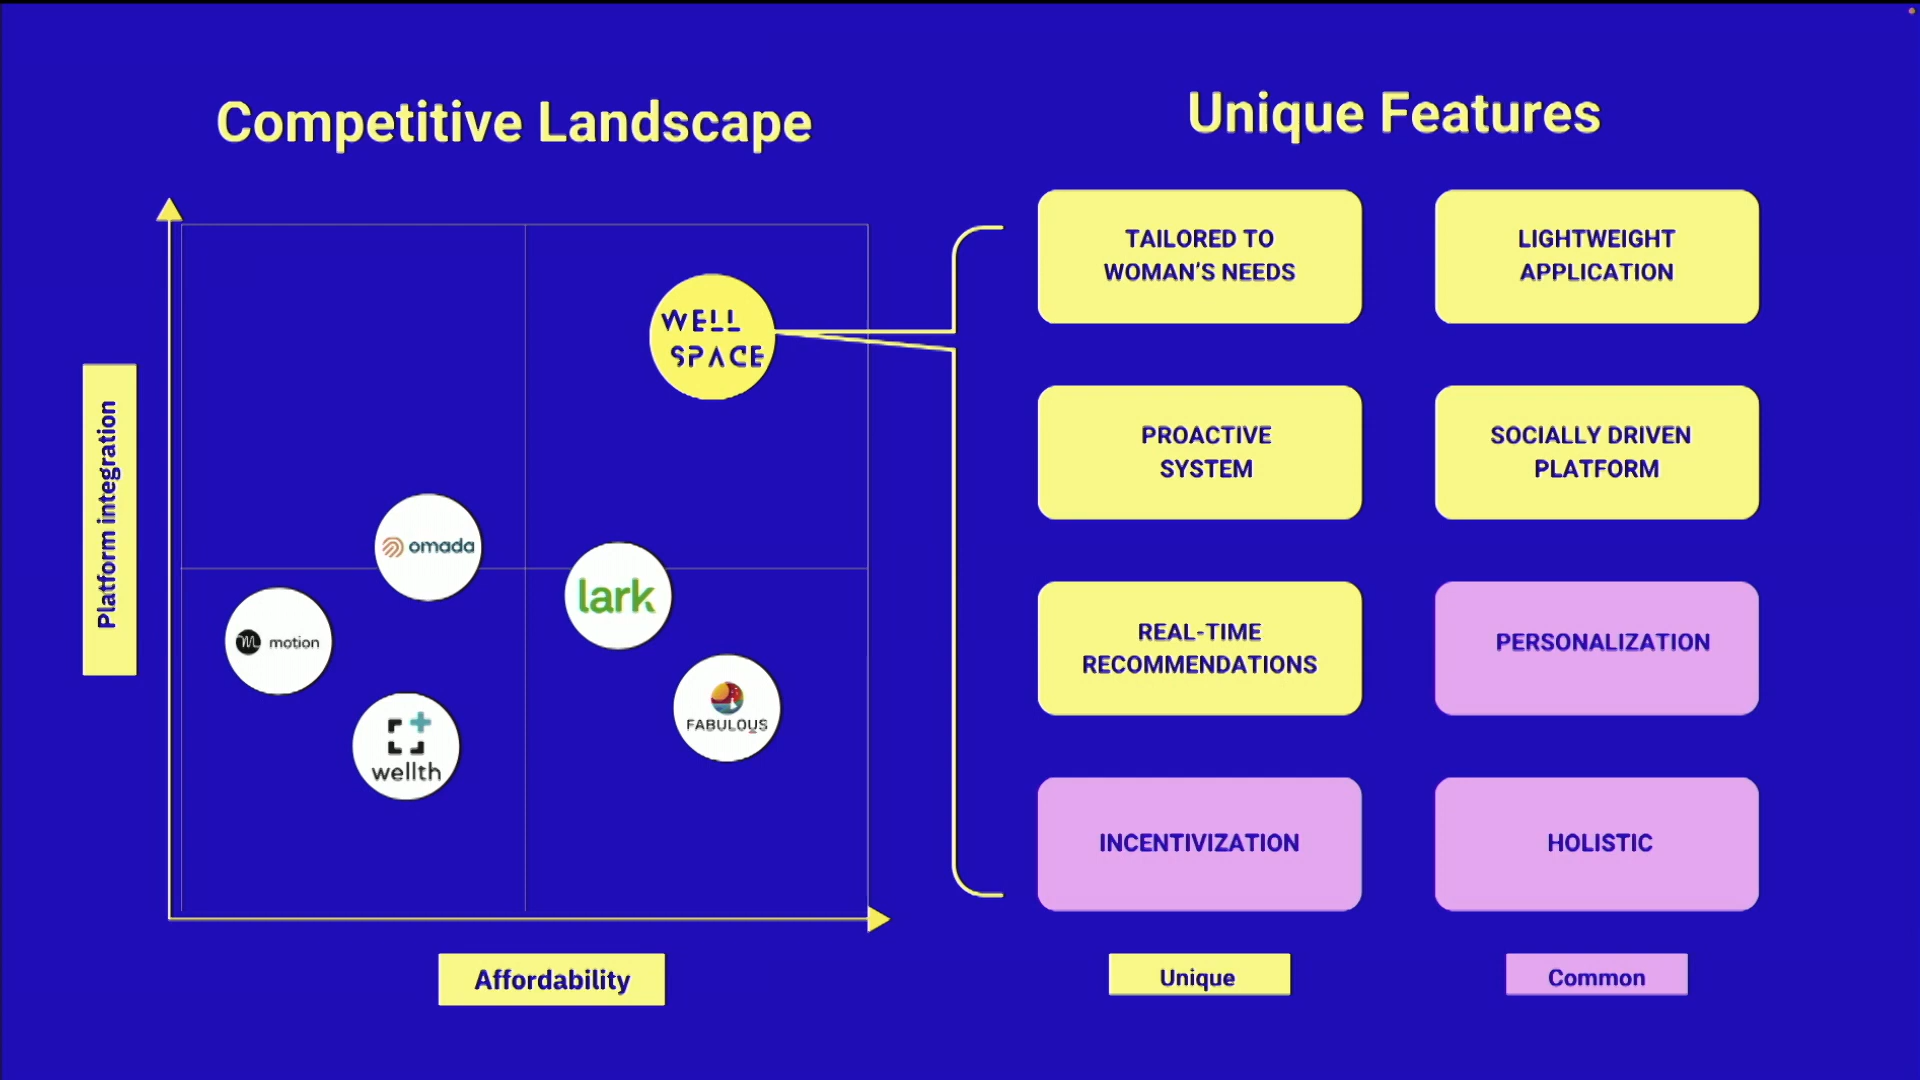 Competitive Landscape
Unique Features
Platform integration
WELL
SPACE
omada
lark
motion
FABULOUS
wellth
Affordability
TAILORED TO
WOMAN'S NEEDS
LIGHTWEIGHT
APPLICATION
PROACTIVE
SYSTEM
SOCIALLY DRIVEN
PLATFORM
REAL-TIME
RECOMMENDATIONS
PERSONALIZATION
INCENTIVIZATION
HOLISTIC
Unique
Common